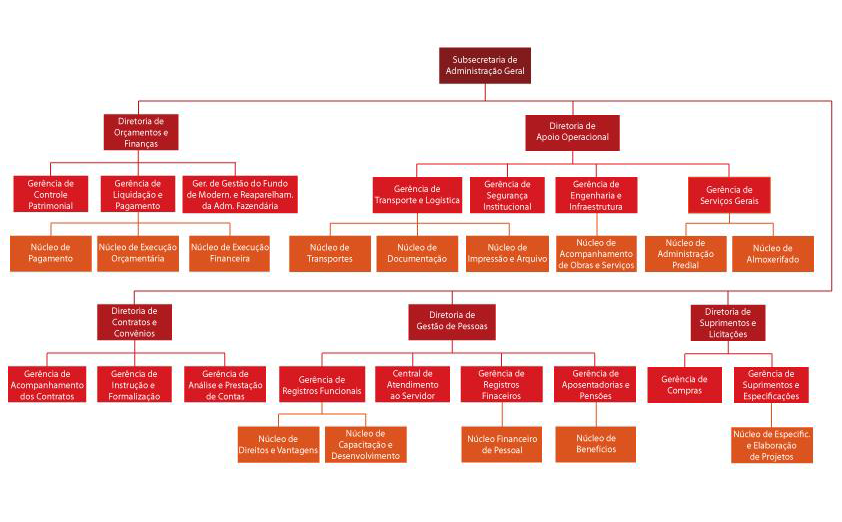 Subsecretaria de
Administração Geral
Diretoria de
Orçamentos e
Finanças
Diretoria de
Apoio Operacional
Gerência de
Controle
Patrimonial
Gerência de
Liquidação e
Pagamento
Ger. de Gestão do Fundo
de Modern. e Reaparelham.
da Adm. Fazendária
Gerência de
Transporte e Logística
Gerência de
Segurança
Institucional
Gerência de
Engenharia e
Infraestrutura
Gerência de
Serviços Gerais
Núcleo de
Pagamento
Núcleo de Execução
Orçamentária
Núcleo de Execução
Financeira
Núcleo de
Transportes
Núcleo de
Documentação
Núcleo de
Impressão e Arquivo
Núcleo de
Acompanhamento
de Obras e Serviços
Núcleo de
Administração
Predial
Núcleo de
Almoxerifado
Diretoria de
Contratos e
Convênios
Diretoria de
Gestão de Pessoas
Diretoria de
Suprimentos e
Licitações
Gerência de
Acompanhamento
dos Contratos
Gerência de
Instrução e
Formalização
Gerência de
Análise e Prestação
de Contas
Gerência de
Registros Funcionais
Central de
Atendimento
ao Servidor
Gerência de
Registros
Finaceiros
Gerência de
Aposentadorias e
Pensões
Gerência de
Compras
Gerência de
Suprimentos e
Especificações
Núcleo de
Direitos e Vantagens
Núcleo de
Capacitação e
Desenvolvimento
Núcleo Financeiro
de Pessoal
Núcleo de
Benefícios
Núcleo de Especific.
e Elaboração
de Projetos